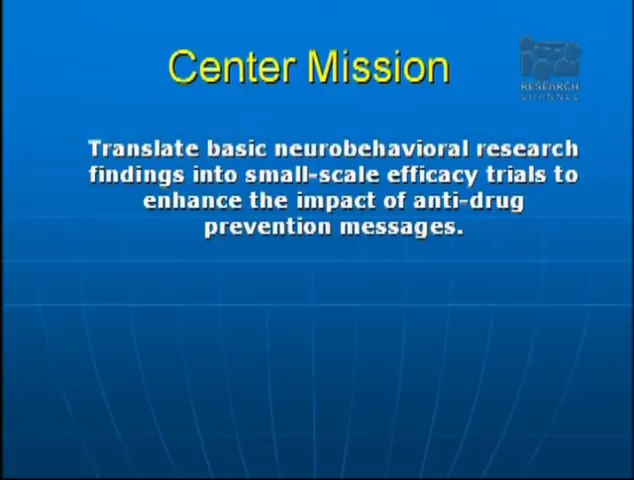 Center Mission
RESEARCH
CHANNEL
Translate basic neurobehavioral research
findings into small-scale efficacy trials to
enhance the impact of anti-drug
prevention messages.